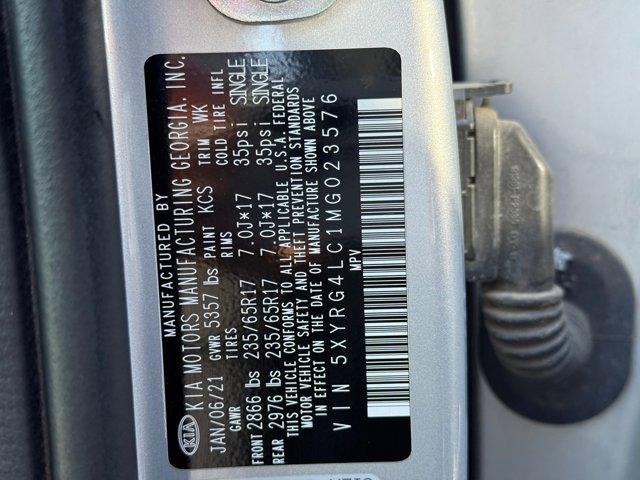 MANUFACTURED BY
KIA KIA MOTORS MANUFACTURING GEORGIA, INC.
JAN/06/21 GVWR 5357 lbs PAINT KCS TRIM WK
GAWR TIRES RIMS COLD TIRE INFL
FRONT 2866 lbs 235/65R17 7.0J*17 35psi SINGLE
REAR 2976 lbs 235/65R17 7.0J*17 35psi SINGLE
THIS VEHICLE CONFORMS TO ALL APPLICABLE U.S.A. FEDERAL
MOTOR VEHICLE SAFETY AND THEFT PREVENTION STANDARDS
IN EFFECT ON THE DATE OF MANUFACTURE SHOWN ABOVE
VIN 5XYRG4LC1MG023576
MPV